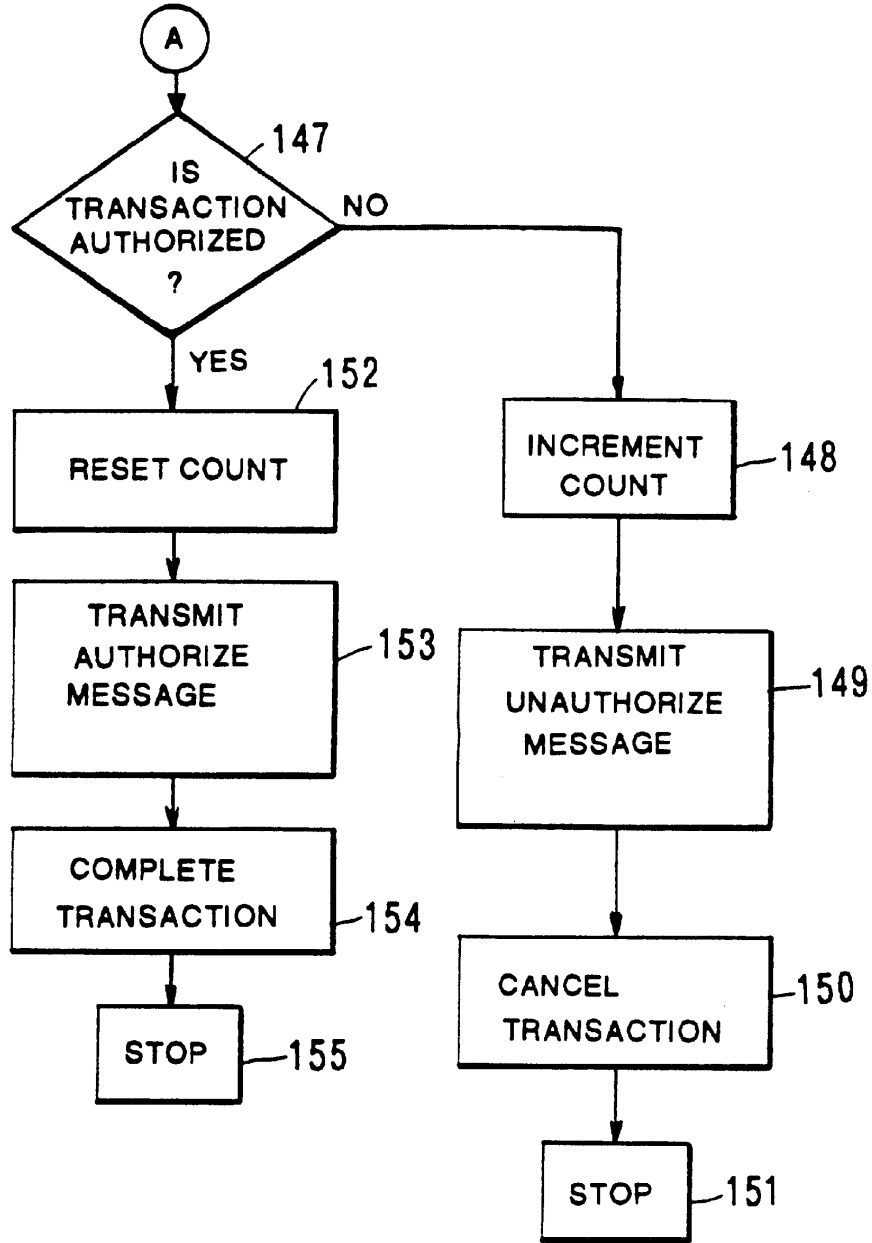 A
147
IS
TRANSACTION
AUTHORIZED
?
NO
YES
152
RESET COUNT
INCREMENT
COUNT
148
TRANSMIT
AUTHORIZE
MESSAGE
153
TRANSMIT
UNAUTHORIZE
MESSAGE
149
COMPLETE
TRANSACTION
154
CANCEL
TRANSACTION
150
STOP
155
STOP
151